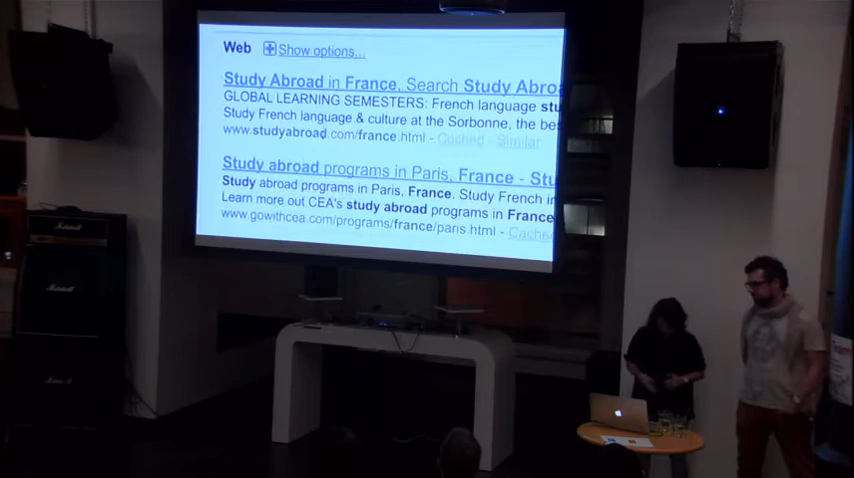 Web Show options...
Study Abroad in France, Search Study Abroa
GLOBAL LEARNING SEMESTERS: French language stu
Study French language & culture at the Sorbonne, the bes
www.studyabroad.com/france.html - Cached - Similar
Study abroad programs in Paris, France - Stu
Study abroad programs in Paris, France. Study French in
Learn more out CEA's study abroad programs in France
www.gowithcea.com/programs/france/paris.html - Cached
Marshall
Marshall
Marshall